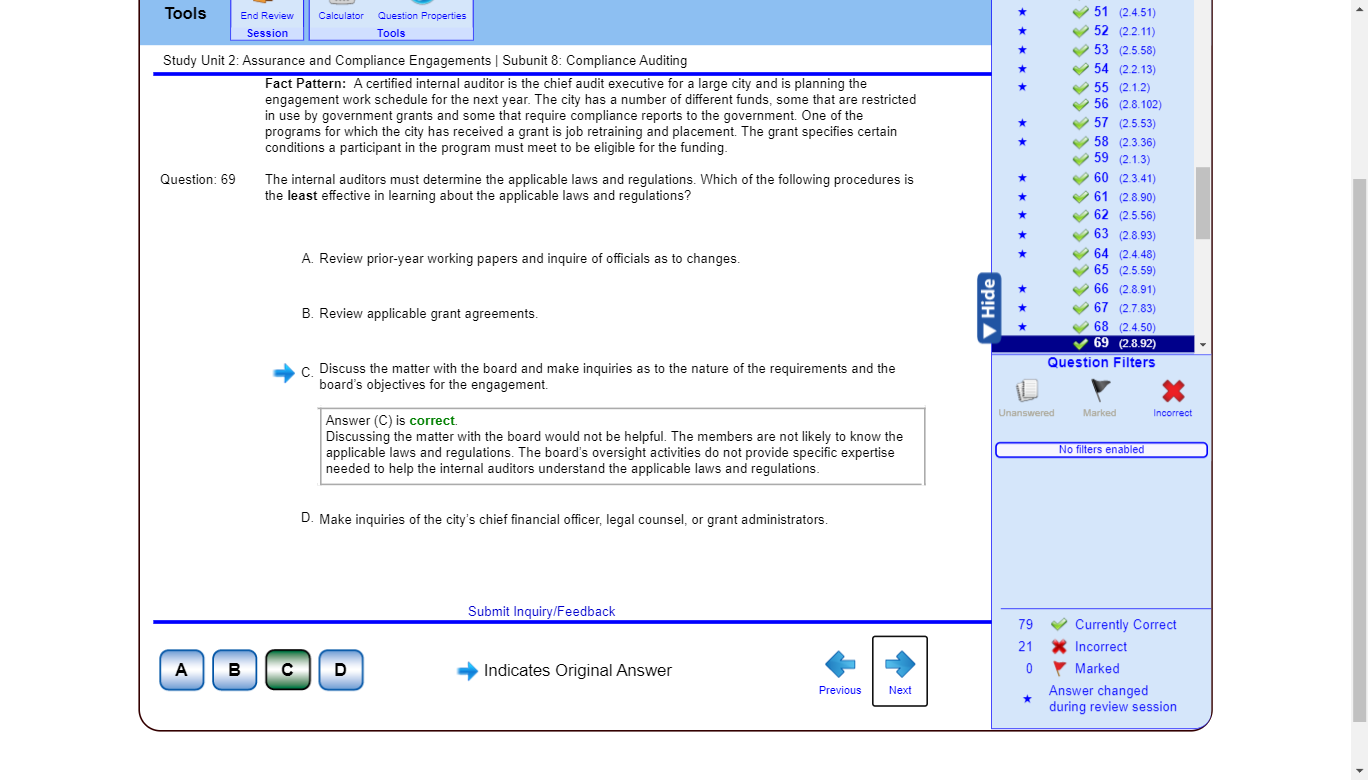 Tools
End Review
Session
Calculator Question Properties
Tools
Study Unit 2: Assurance and Compliance Engagements | Subunit 8: Compliance Auditing
Fact Pattern: A certified internal auditor is the chief audit executive for a large city and is planning the
engagement work schedule for the next year. The city has a number of different funds, some that are restricted
in use by government grants and some that require compliance reports to the government. One of the
programs for which the city has received a grant is job retraining and placement. The grant specifies certain
conditions a participant in the program must meet to be eligible for the funding.
Question: 69 The internal auditors must determine the applicable laws and regulations. Which of the following procedures is
the least effective in learning about the applicable laws and regulations?
A. Review prior-year working papers and inquire of officials as to changes.
B. Review applicable grant agreements.
C. Discuss the matter with the board and make inquiries as to the nature of the requirements and the
board's objectives for the engagement.
Answer (C) is correct.
Discussing the matter with the board would not be helpful. The members are not likely to know the
applicable laws and regulations. The board's oversight activities do not provide specific expertise
needed to help the internal auditors understand the applicable laws and regulations.
D. Make inquiries of the city's chief financial officer, legal counsel, or grant administrators.
Submit Inquiry/Feedback
A B C D
Indicates Original Answer
Previous
Next
51 (2.4.51)
52 (2.2.11)
53 (2.5.58)
54 (2.2.13)
55 (2.1.2)
56 (2.8.102)
57 (2.5.53)
58 (2.3.36)
59 (2.1.3)
60 (2.3.41)
61 (2.8.90)
62 (2.5.56)
63 (2.8.93)
64 (2.4.48)
65 (2.5.59)
66 (2.8.91)
67 (2.7.83)
68 (2.4.50)
69 (2.8.92)
Hide
Question Filters
Unanswered Marked Incorrect
No filters enabled
79 Currently Correct
21 Incorrect
0 Marked
Answer changed
during review session